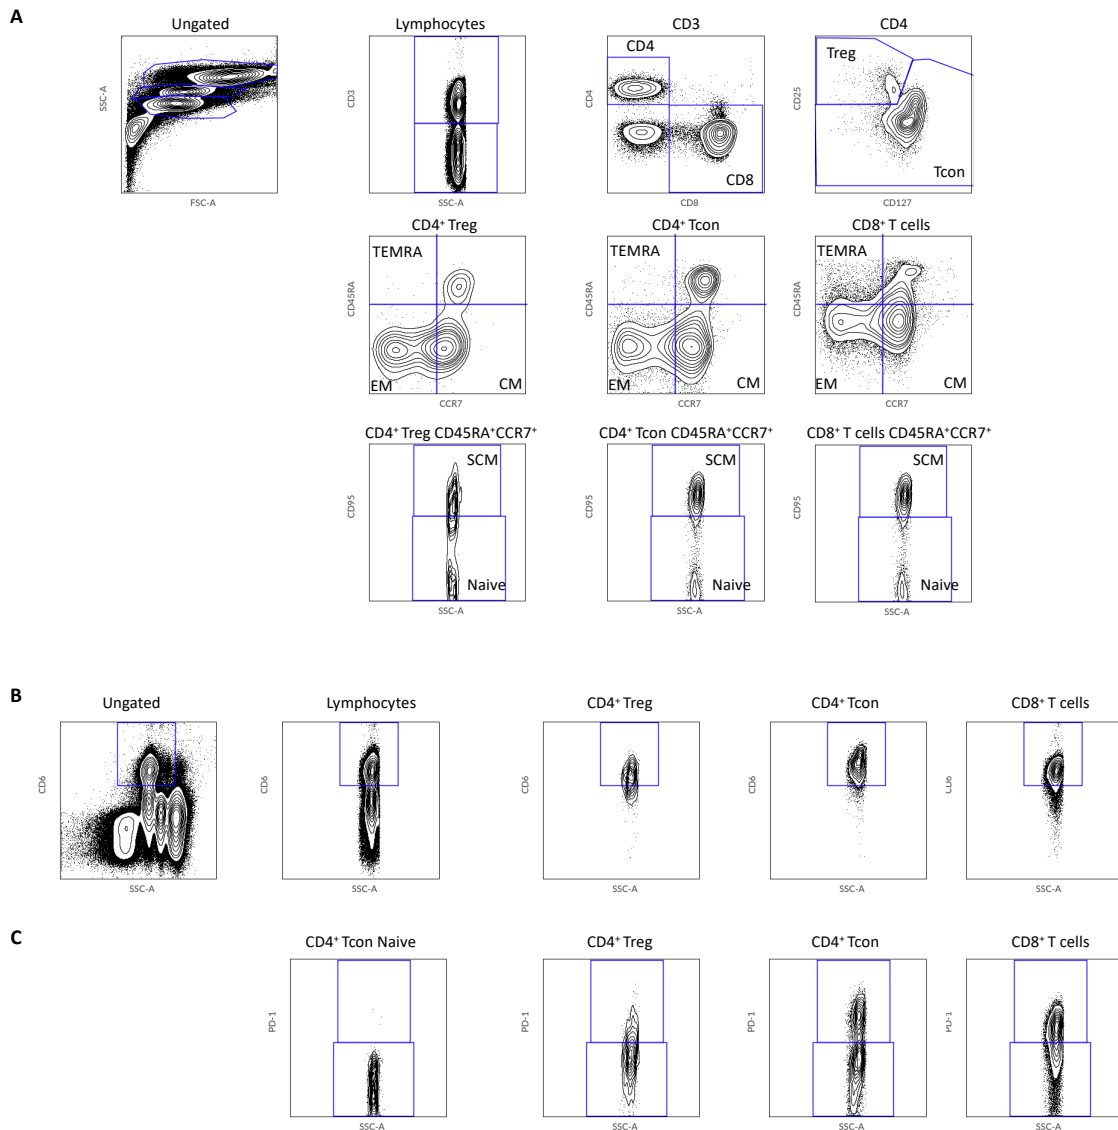 A
Ungated
Lymphocytes
CD3
CD4
SSC-A
FSC-A
CD3
SSC-A
CD4
CD4
CD8
CD8
CD25
Treg
Tcon
CD127
CD4⁺ Treg
CD4⁺ Tcon
CD8⁺ T cells
CD45RA
TEMRA
EM
CM
CCR7
CD45RA
TEMRA
EM
CM
CCR7
CD45RA
TEMRA
EM
CM
CCR7
CD4⁺ Treg CD45RA⁺CCR7⁺
CD4⁺ Tcon CD45RA⁺CCR7⁺
CD8⁺ T cells CD45RA⁺CCR7⁺
CD95
SCM
Naive
SSC-A
CD95
SCM
Naive
SSC-A
CD95
SCM
Naive
SSC-A
B
Ungated
Lymphocytes
CD4⁺ Treg
CD4⁺ Tcon
CD8⁺ T cells
CD6
SSC-A
CD6
SSC-A
CD6
SSC-A
CD6
SSC-A
CD6
SSC-A
C
CD4⁺ Tcon Naive
CD4⁺ Treg
CD4⁺ Tcon
CD8⁺ T cells
PD-1
SSC-A
PD-1
SSC-A
PD-1
SSC-A
PD-1
SSC-A